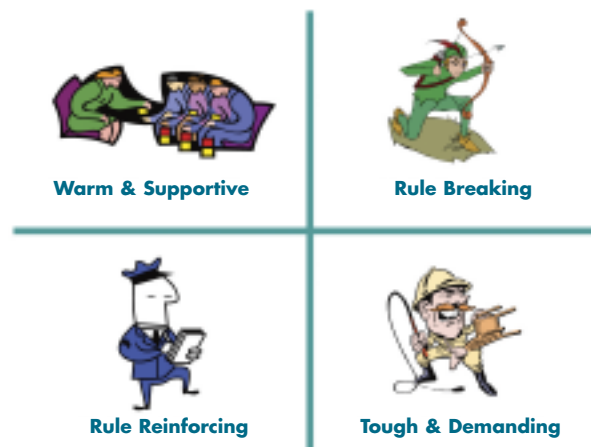 Warm & Supportive
Rule Breaking
Rule Reinforcing
Tough & Demanding